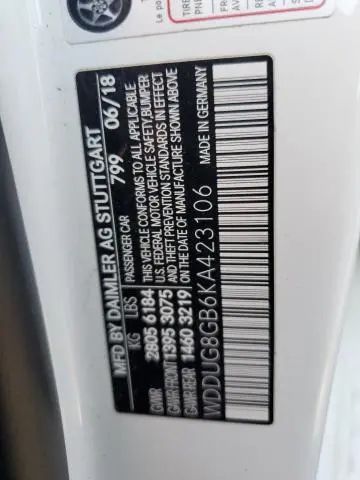 MFD BY DAIMLER AG STUTTGART
PASSENGER CAR 799 06/18
KG LBS THIS VEHICLE CONFORMS TO ALL APPLICABLE
GVWR 2805 6184 U.S. FEDERAL MOTOR VEHICLE SAFETY, BUMPER
GAWR FRONT 1395 3075 AND THEFT PREVENTION STANDARDS IN EFFECT
GAWR REAR 1460 3219 ON THE DATE OF MANUFACTURE SHOWN ABOVE
WDDUG8GB6KA423106 MADE IN GERMANY